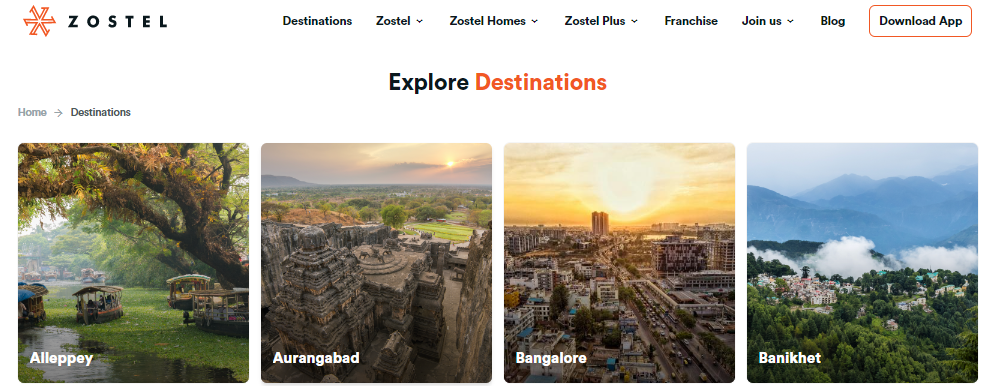 ZOSTEL Destinations Zostel Zostel Homes Zostel Plus Franchise Join us Blog Download App
Explore Destinations
Home → Destinations
Alleppey Aurangabad Bangalore Banikhet